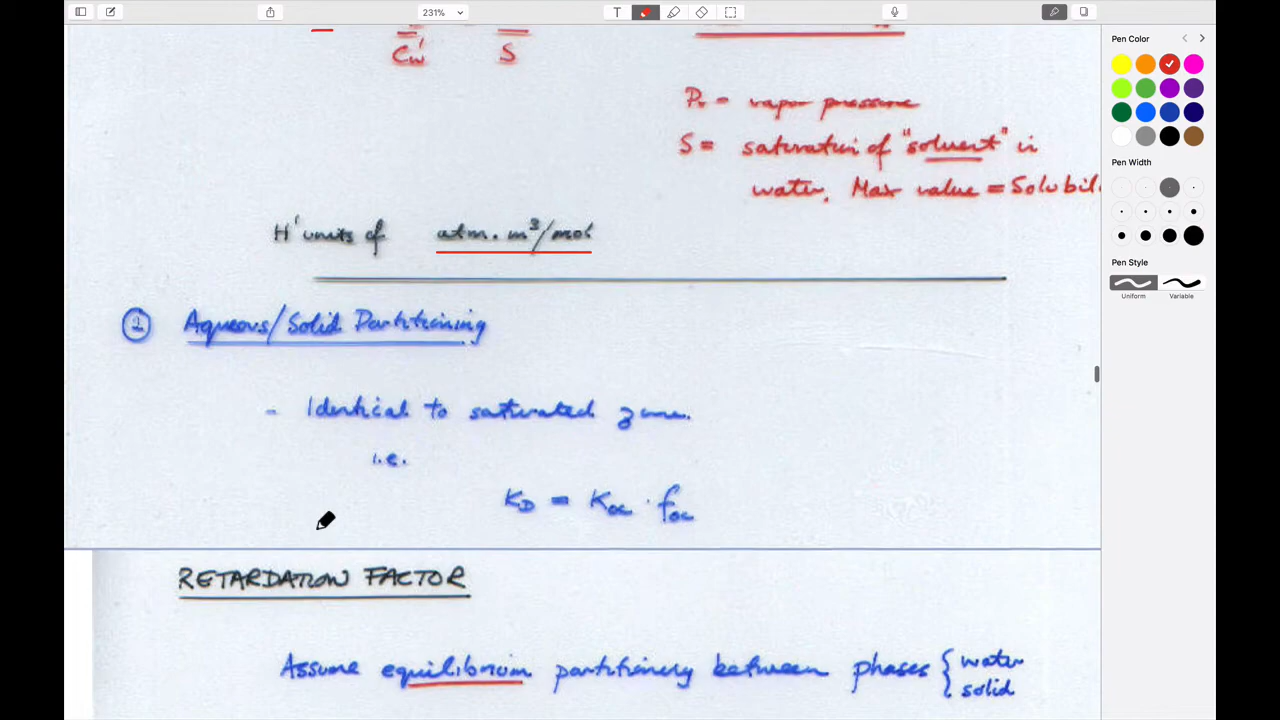 231%
T
Pen Color
Cw' S
Pv = vapor pressure
S = saturation of "solvent" in
water. Max value = Solubil
H' units of atm. m³/mol
Pen Width
Pen Style
Uniform Variable
② Aqueous/Solid Partitioning
- Identical to saturated zone.
i.e.
KD = Koc · foc
RETARDATION FACTOR
Assume equilibrium partitioning between phases { water
solid